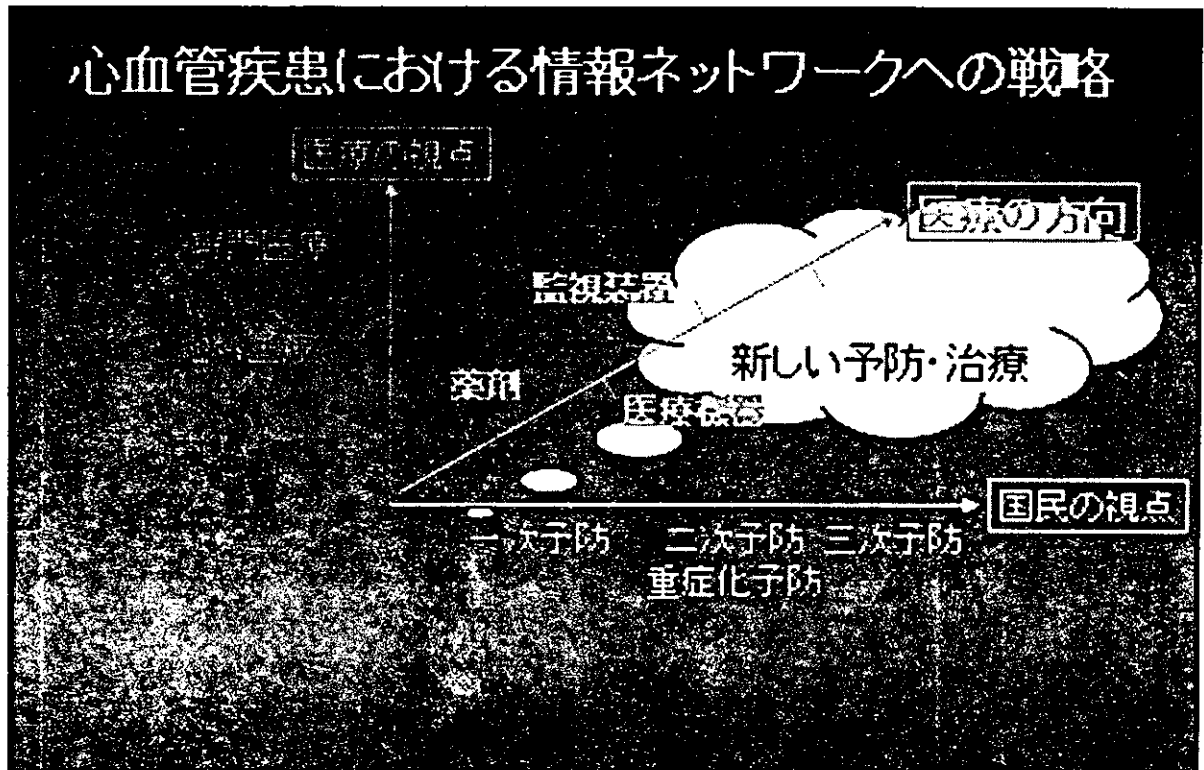 心血管疾患における情報ネットワークへの戦略
医療の視点
医療の方向
監視装置
新しい予防・治療
薬剤
医療機器
国民の視点
一次予防
二次予防
三次予防
重症化予防